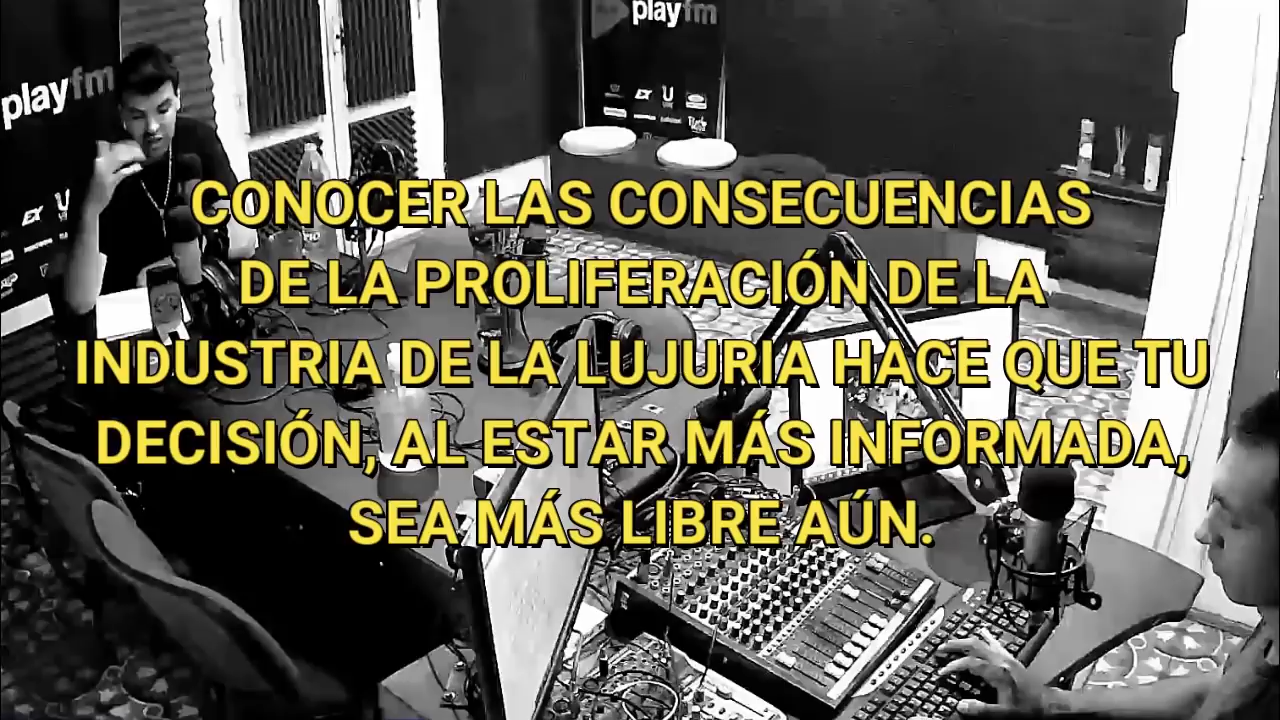 playfm
playfm
CONOCER LAS CONSECUENCIAS
DE LA PROLIFERACIÓN DE LA
INDUSTRIA DE LA LUJURIA HACE QUE TU
DECISIÓN, AL ESTAR MÁS INFORMADA,
SEA MÁS LIBRE AÚN.